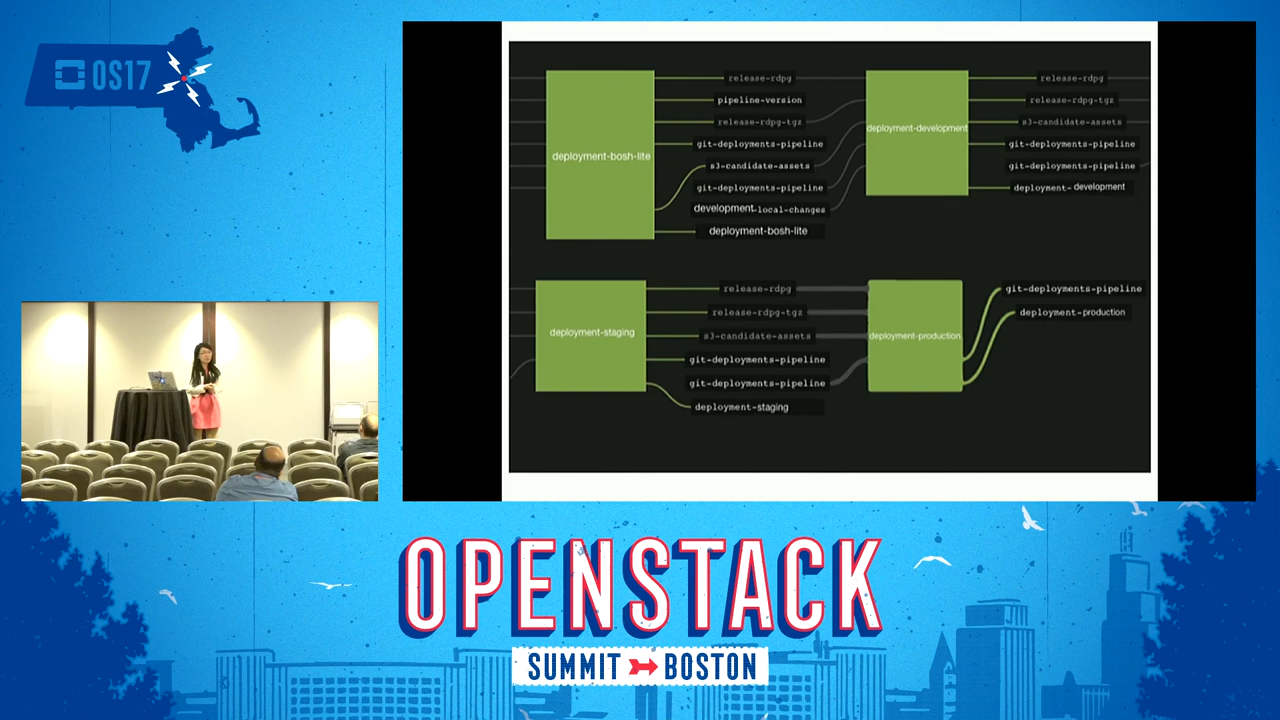 OS17
release-rdpg
pipeline-version
release-rdpg-tgz
git-deployments-pipeline
s3-candidate-assets
git-deployments-pipeline
development-local-changes
deployment-bosh-lite
deployment-bosh-lite
deployment-development
release-rdpg
release-rdpg-tgz
s3-candidate-assets
git-deployments-pipeline
git-deployments-pipeline
deployment-development
deployment-staging
release-rdpg
release-rdpg-tgz
s3-candidate-assets
git-deployments-pipeline
git-deployments-pipeline
deployment-staging
deployment-production
git-deployments-pipeline
deployment-production
OPENSTACK
SUMMIT BOSTON